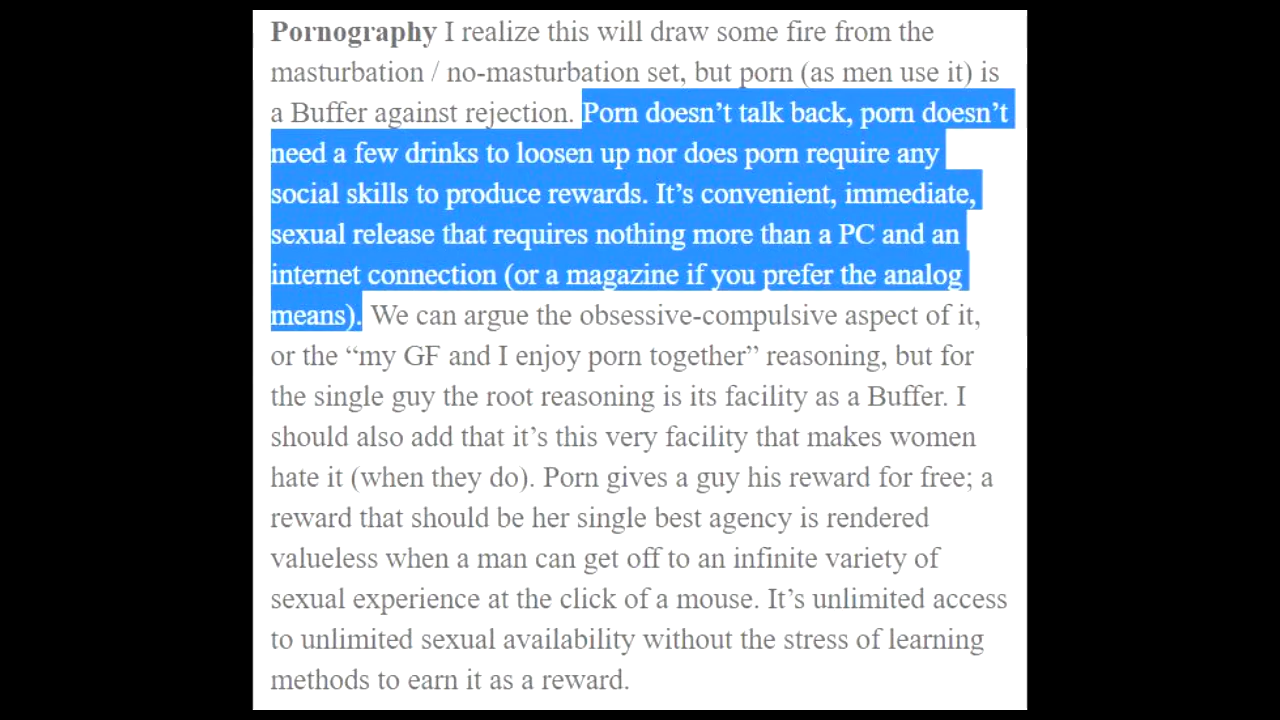 Pornography I realize this will draw some fire from the
masturbation / no-masturbation set, but porn (as men use it) is
a Buffer against rejection. Porn doesn’t talk back, porn doesn’t
need a few drinks to loosen up nor does porn require any
social skills to produce rewards. It’s convenient, immediate,
sexual release that requires nothing more than a PC and an
internet connection (or a magazine if you prefer the analog
means). We can argue the obsessive-compulsive aspect of it,
or the “my GF and I enjoy porn together” reasoning, but for
the single guy the root reasoning is its facility as a Buffer. I
should also add that it’s this very facility that makes women
hate it (when they do). Porn gives a guy his reward for free; a
reward that should be her single best agency is rendered
valueless when a man can get off to an infinite variety of
sexual experience at the click of a mouse. It’s unlimited access
to unlimited sexual availability without the stress of learning
methods to earn it as a reward.